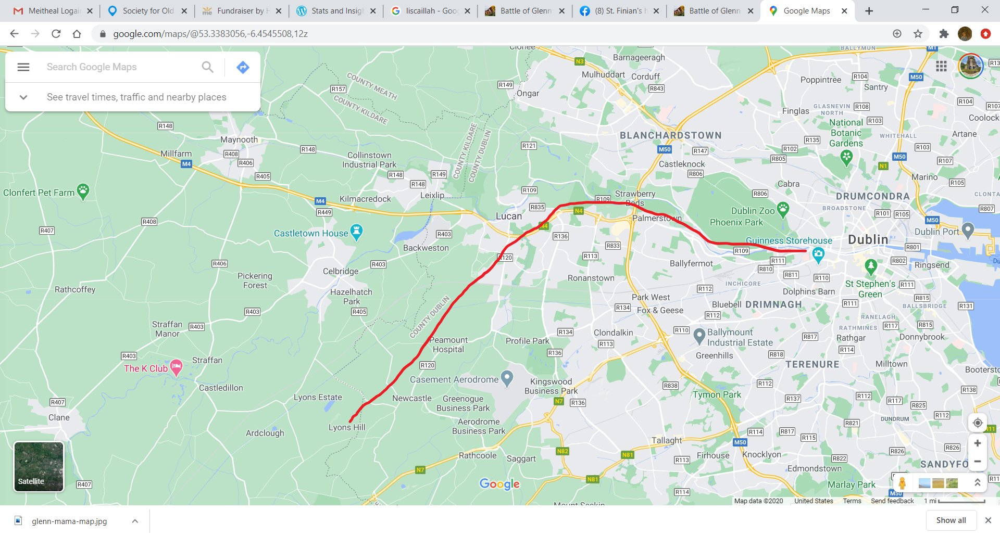 Meitheal Logain
Society for Old
Fundraiser by H
Stats and Insigh
liscaillah - Goog
Battle of Glenn
(8) St. Finian's h
Battle of Glenn
Google Maps
google.com/maps/@53.3383056,-6.4545508,12z
Search Google Maps
See travel times, traffic and nearby places
Clonee
N3
Barnageeragh
BALLYMUN
M1
R157
COUNTY MEATH
COUNTY KILDARE
R149
Ongar
Mulhuddart
Corduff
R843
Poppintree
R104
Santry
M50
R13
R148
Maynooth
Millfarm
R408
R406
M4
R405
R148
Collinstown
Industrial Park
R148
R149
R148
Leixlip
COUNTY KILDARE
COUNTY DUBLIN
R121
BLANCHARDSTOWN
M50
R147
Castleknock
R806
Finglas
GLASNEVIN
NORTH
R108
R104
R107
National
Botanic
Gardens
R103
Coolock
R135
WHITEHALL
Artane
R102
R805
R103
M50
N1
R107
Marino
R105
Clonfert Pet Farm
M4
Kilmacredock
R449
R109
R835
Lucan
R109
Strawberry
Beds
N4
N4
Palmerstown
Cabra
R806
Dublin Zoo
Phoenix Park
DRUMCONDRA
BROADSTONE
R101
R105
CLONTA
R807
M50
Dublin Port
R407
R408
Castletown House
R403
Backweston
R136
R833
R120
R113
R109
Guinness Storehouse
Dublin
R801
R111
R802
Ringsend
R406
Pickering
Forest
Celbridge
R403
Ronanstown
Ballyfermot
R810
R811
R110
INCHICORE
Dolphins Barn
St Stephen's
Green
R111
Rathcoffey
Hazelhatch
Park
R405
R403
COUNTY DUBLIN
R112
Park West
Fox & Geese
R134
Bluebell
DRIMNAGH
R112
R111
R815
BALLSBRIDGE
R131
RANELAGH
R117
R815
RATHMINES
Rathgar
Donnybrook
Straffan
Manor
R403
Peamount
Hospital
Profile Park
R134
Clondalkin
R113
R110
Ballymount
Industrial Estate
Greenhills
R817
R114
R818
TERENURE
Milltown
Booterst
R403
The K Club
Straffan
Castledillon
R136
R120
Casement Aerodrome
Kingswood
Business Park
R838
R112
R138
Lyons Estate
Newcastle
Greenogue
Business Park
N7
R136
Tymon Park
R137
R112
R117
R825
R407
Clane
Ardclough
Lyons Hill
Aerodrome
Business Park
DUNDRUM
R112
R821
N11
Tallaght
M50
R114
R817
R115
R826
R826
Rathcoole
Saggart
N82
N81
R113
Firhouse
Knocklyon
R822
Edmondstown
SANDYFO
Satellite
R407
N7
Google
N81
R114
Marlay Park
M50
R11
Mount Seskin
Map data ©2020
United States
Terms
Send feedback
1 mi
glenn-mama-map.jpg
Show all